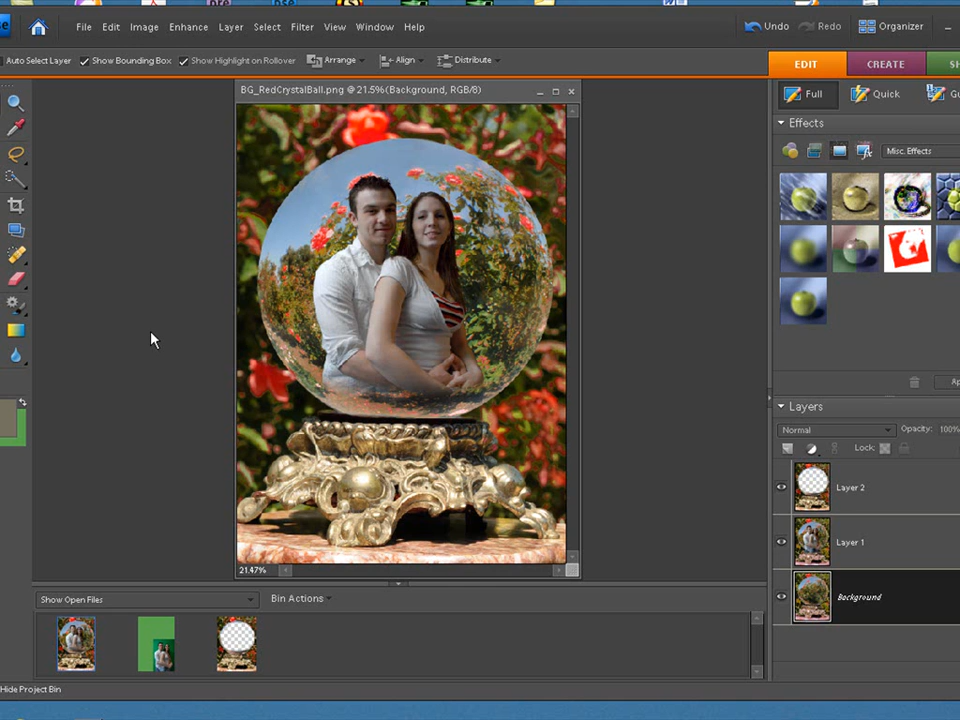 File Edit Image Enhance Layer Select Filter View Window Help
Undo Redo Organizer
Auto Select Layer Show Bounding Box Show Highlight on Rollover Arrange Align Distribute
EDIT CREATE
BG_RedCrystalBall.png @ 21.5%(Background, RGB/8)
Full Quick
Effects
Misc. Effects
Layers
Normal Opacity: 100%
Lock:
Layer 2
Layer 1
Background
21.47%
Show Open Files Bin Actions
Hide Project Bin